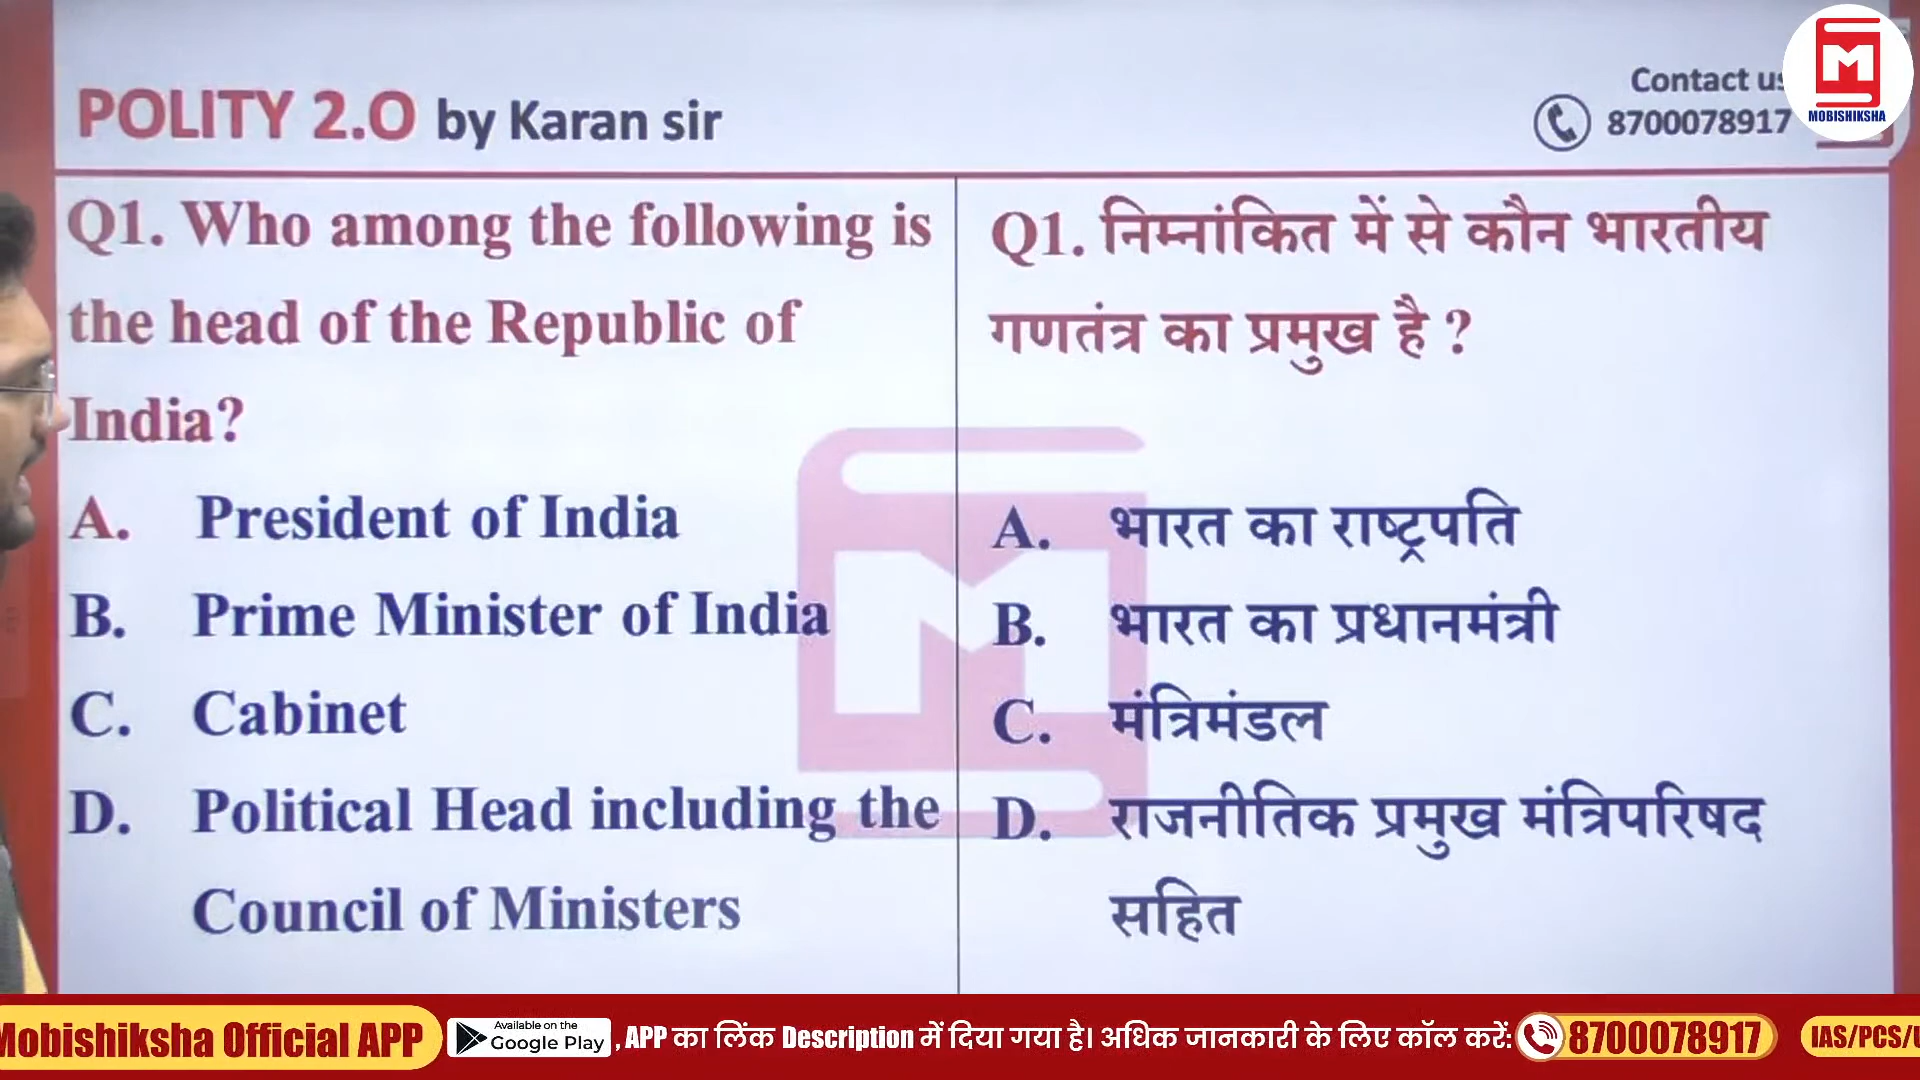 POLITY 2.O by Karan sir
Contact us
8700078917
M
MOBISHIKSHA
Q1. Who among the following is
the head of the Republic of
India?
A. President of India
B. Prime Minister of India
C. Cabinet
D. Political Head including the
Council of Ministers
Q1. निम्नांकित में से कौन भारतीय
गणतंत्र का प्रमुख है ?
A. भारत का राष्ट्रपति
B. भारत का प्रधानमंत्री
C. मंत्रिमंडल
D. राजनीतिक प्रमुख मंत्रिपरिषद
सहित
Mobishiksha Official APP Available on the Google Play , APP का लिंक Description में दिया गया है। अधिक जानकारी के लिए कॉल करें: 8700078917 IAS/PCS/